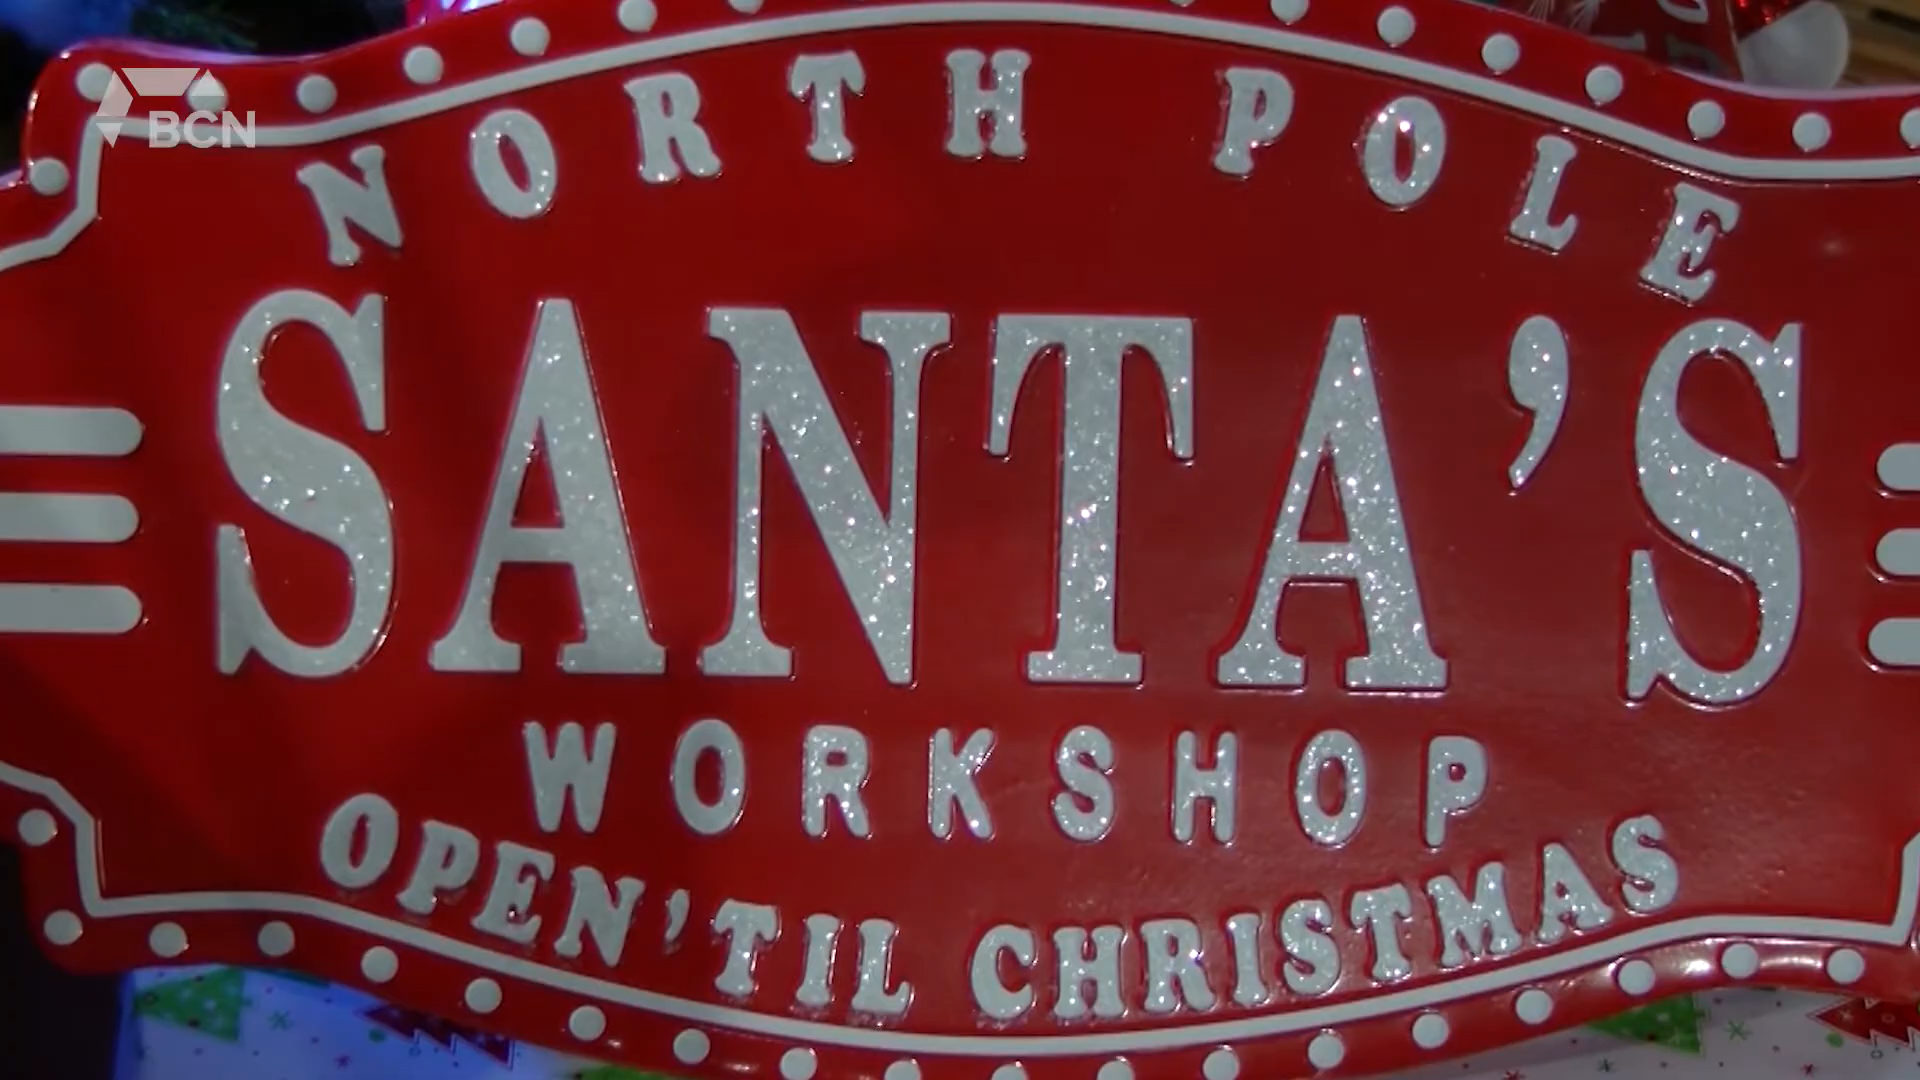 BCN
NORTH POLE
SANTA'S
WORKSHOP
OPEN 'TIL CHRISTMAS